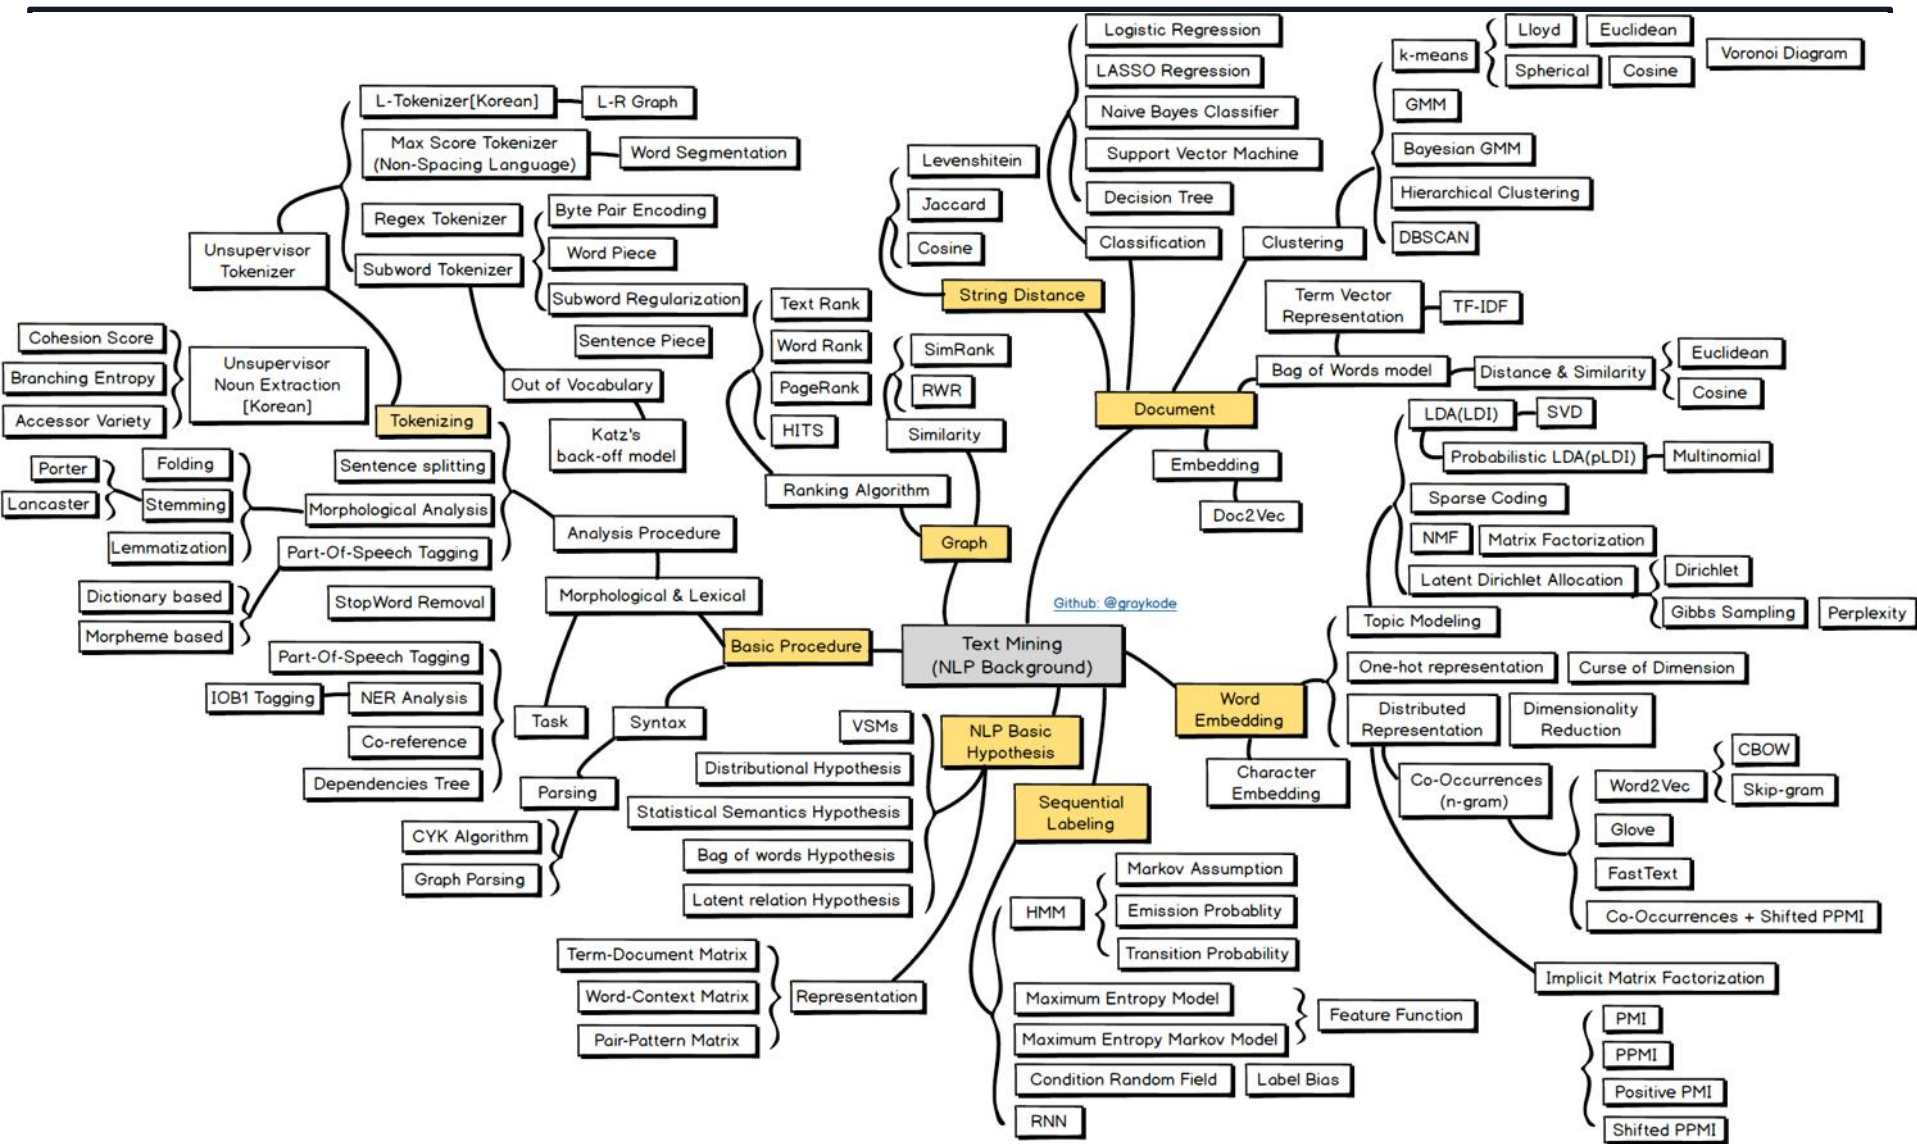 Logistic Regression
LASSO Regression
Naive Bayes Classifier
Support Vector Machine
Decision Tree
Classification
k-means
Lloyd
Euclidean
Spherical
Cosine
Voronoi Diagram
GMM
Bayesian GMM
Hierarchical Clustering
DBSCAN
Clustering
L-Tokenizer[Korean]
L-R Graph
Max Score Tokenizer
(Non-Spacing Language)
Word Segmentation
Regex Tokenizer
Subword Tokenizer
Byte Pair Encoding
Word Piece
Subword Regularization
Sentence Piece
Unsupervisor
Tokenizer
Out of Vocabulary
Katz's
back-off model
Cohesion Score
Branching Entropy
Accessor Variety
Unsupervisor
Noun Extraction
[Korean]
Tokenizing
Levenshitein
Jaccard
Cosine
String Distance
Text Rank
Word Rank
PageRank
HITS
Ranking Algorithm
SimRank
RWR
Similarity
Graph
Term Vector
Representation
TF-IDF
Bag of Words model
Distance & Similarity
Euclidean
Cosine
Document
Embedding
Doc2Vec
LDA(LDI)
SVD
Probabilistic LDA(pLDI)
Multinomial
Sparse Coding
NMF
Matrix Factorization
Latent Dirichlet Allocation
Dirichlet
Gibbs Sampling
Perplexity
Topic Modeling
Porter
Lancaster
Folding
Stemming
Lemmatization
Sentence splitting
Morphological Analysis
Part-Of-Speech Tagging
StopWord Removal
Dictionary based
Morpheme based
Analysis Procedure
Morphological & Lexical
Basic Procedure
Github: @graykode
Text Mining
(NLP Background)
Part-Of-Speech Tagging
IOB1 Tagging
NER Analysis
Co-reference
Dependencies Tree
Task
Syntax
Parsing
CYK Algorithm
Graph Parsing
VSMs
Distributional Hypothesis
Statistical Semantics Hypothesis
Bag of words Hypothesis
Latent relation Hypothesis
NLP Basic
Hypothesis
Term-Document Matrix
Word-Context Matrix
Pair-Pattern Matrix
Representation
Sequential
Labeling
HMM
Markov Assumption
Emission Probablity
Transition Probability
Maximum Entropy Model
Maximum Entropy Markov Model
Feature Function
Condition Random Field
Label Bias
RNN
Word
Embedding
Character
Embedding
One-hot representation
Curse of Dimension
Distributed
Representation
Dimensionality
Reduction
Co-Occurrences
(n-gram)
Word2Vec
CBOW
Skip-gram
Glove
FastText
Co-Occurrences + Shifted PPMI
Implicit Matrix Factorization
PMI
PPMI
Positive PMI
Shifted PPMI